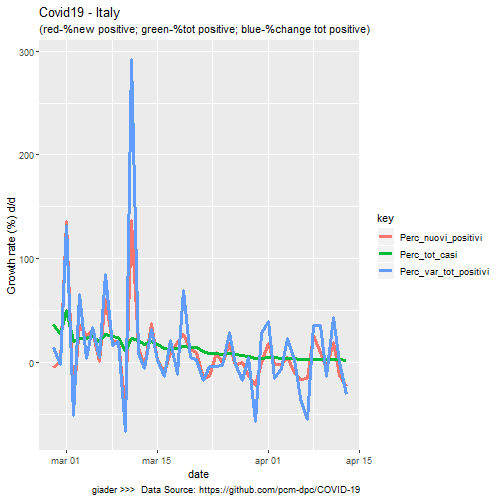 Covid19 - Italy
(red-%new positive; green-%tot positive; blue-%change tot positive)
Growth rate (%) d/d
300
200
100
0
mar 01
mar 15
apr 01
apr 15
date
key
Perc_nuovi_positivi
Perc_tot_casi
Perc_var_tot_positivi
giader >>> Data Source: https://github.com/pcm-dpc/COVID-19